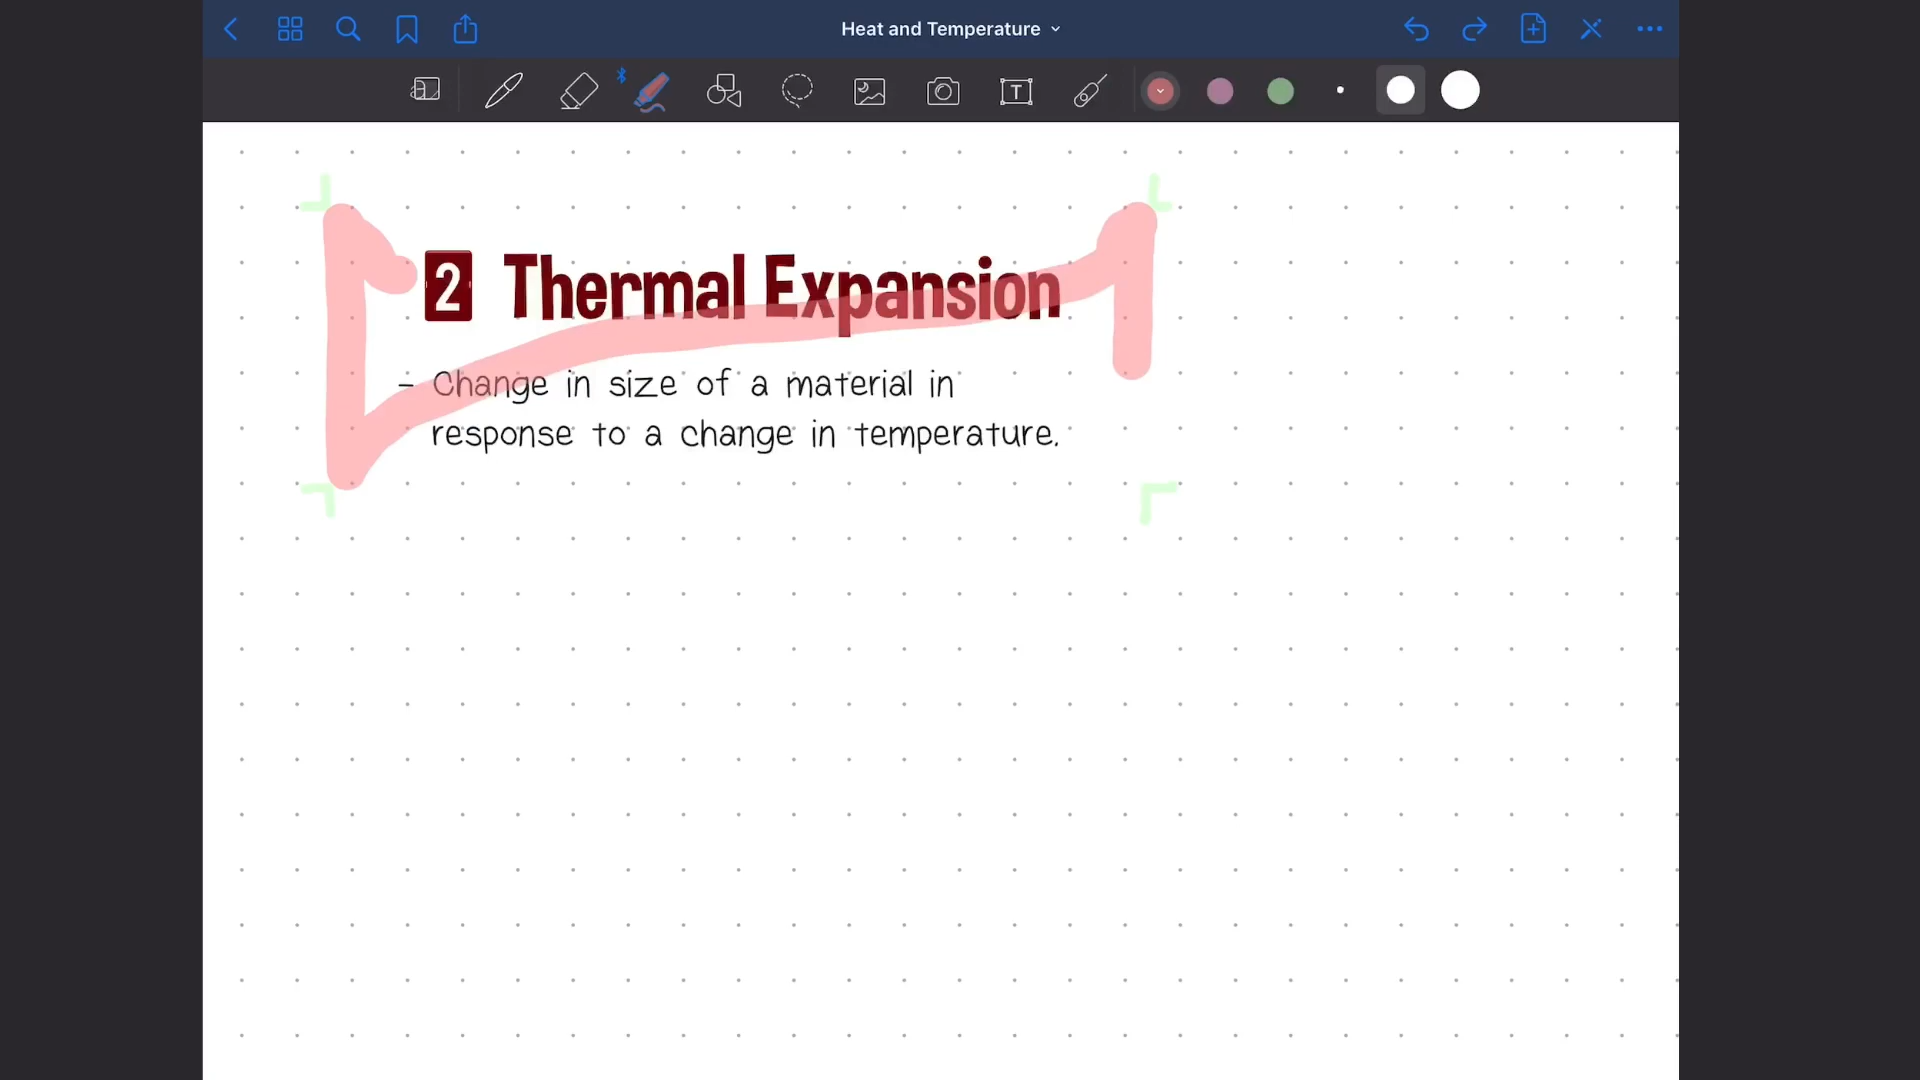 Heat and Temperature
2 Thermal Expansion
- Change in size of a material in
response to a change in temperature.